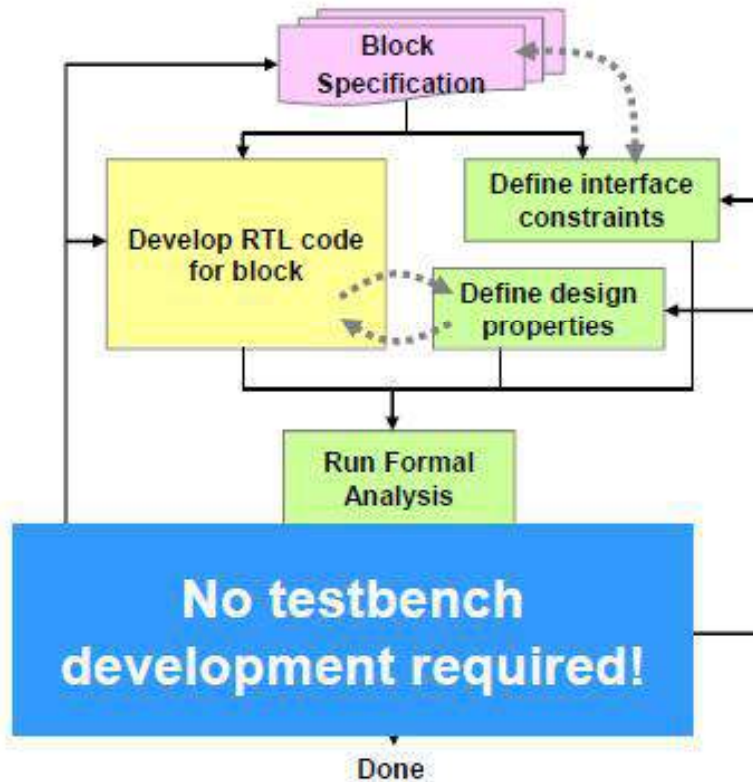 Block
Specification
Develop RTL code
for block
Define interface
constraints
Define design
properties
Run Formal
Analysis
No testbench
development required!
Done